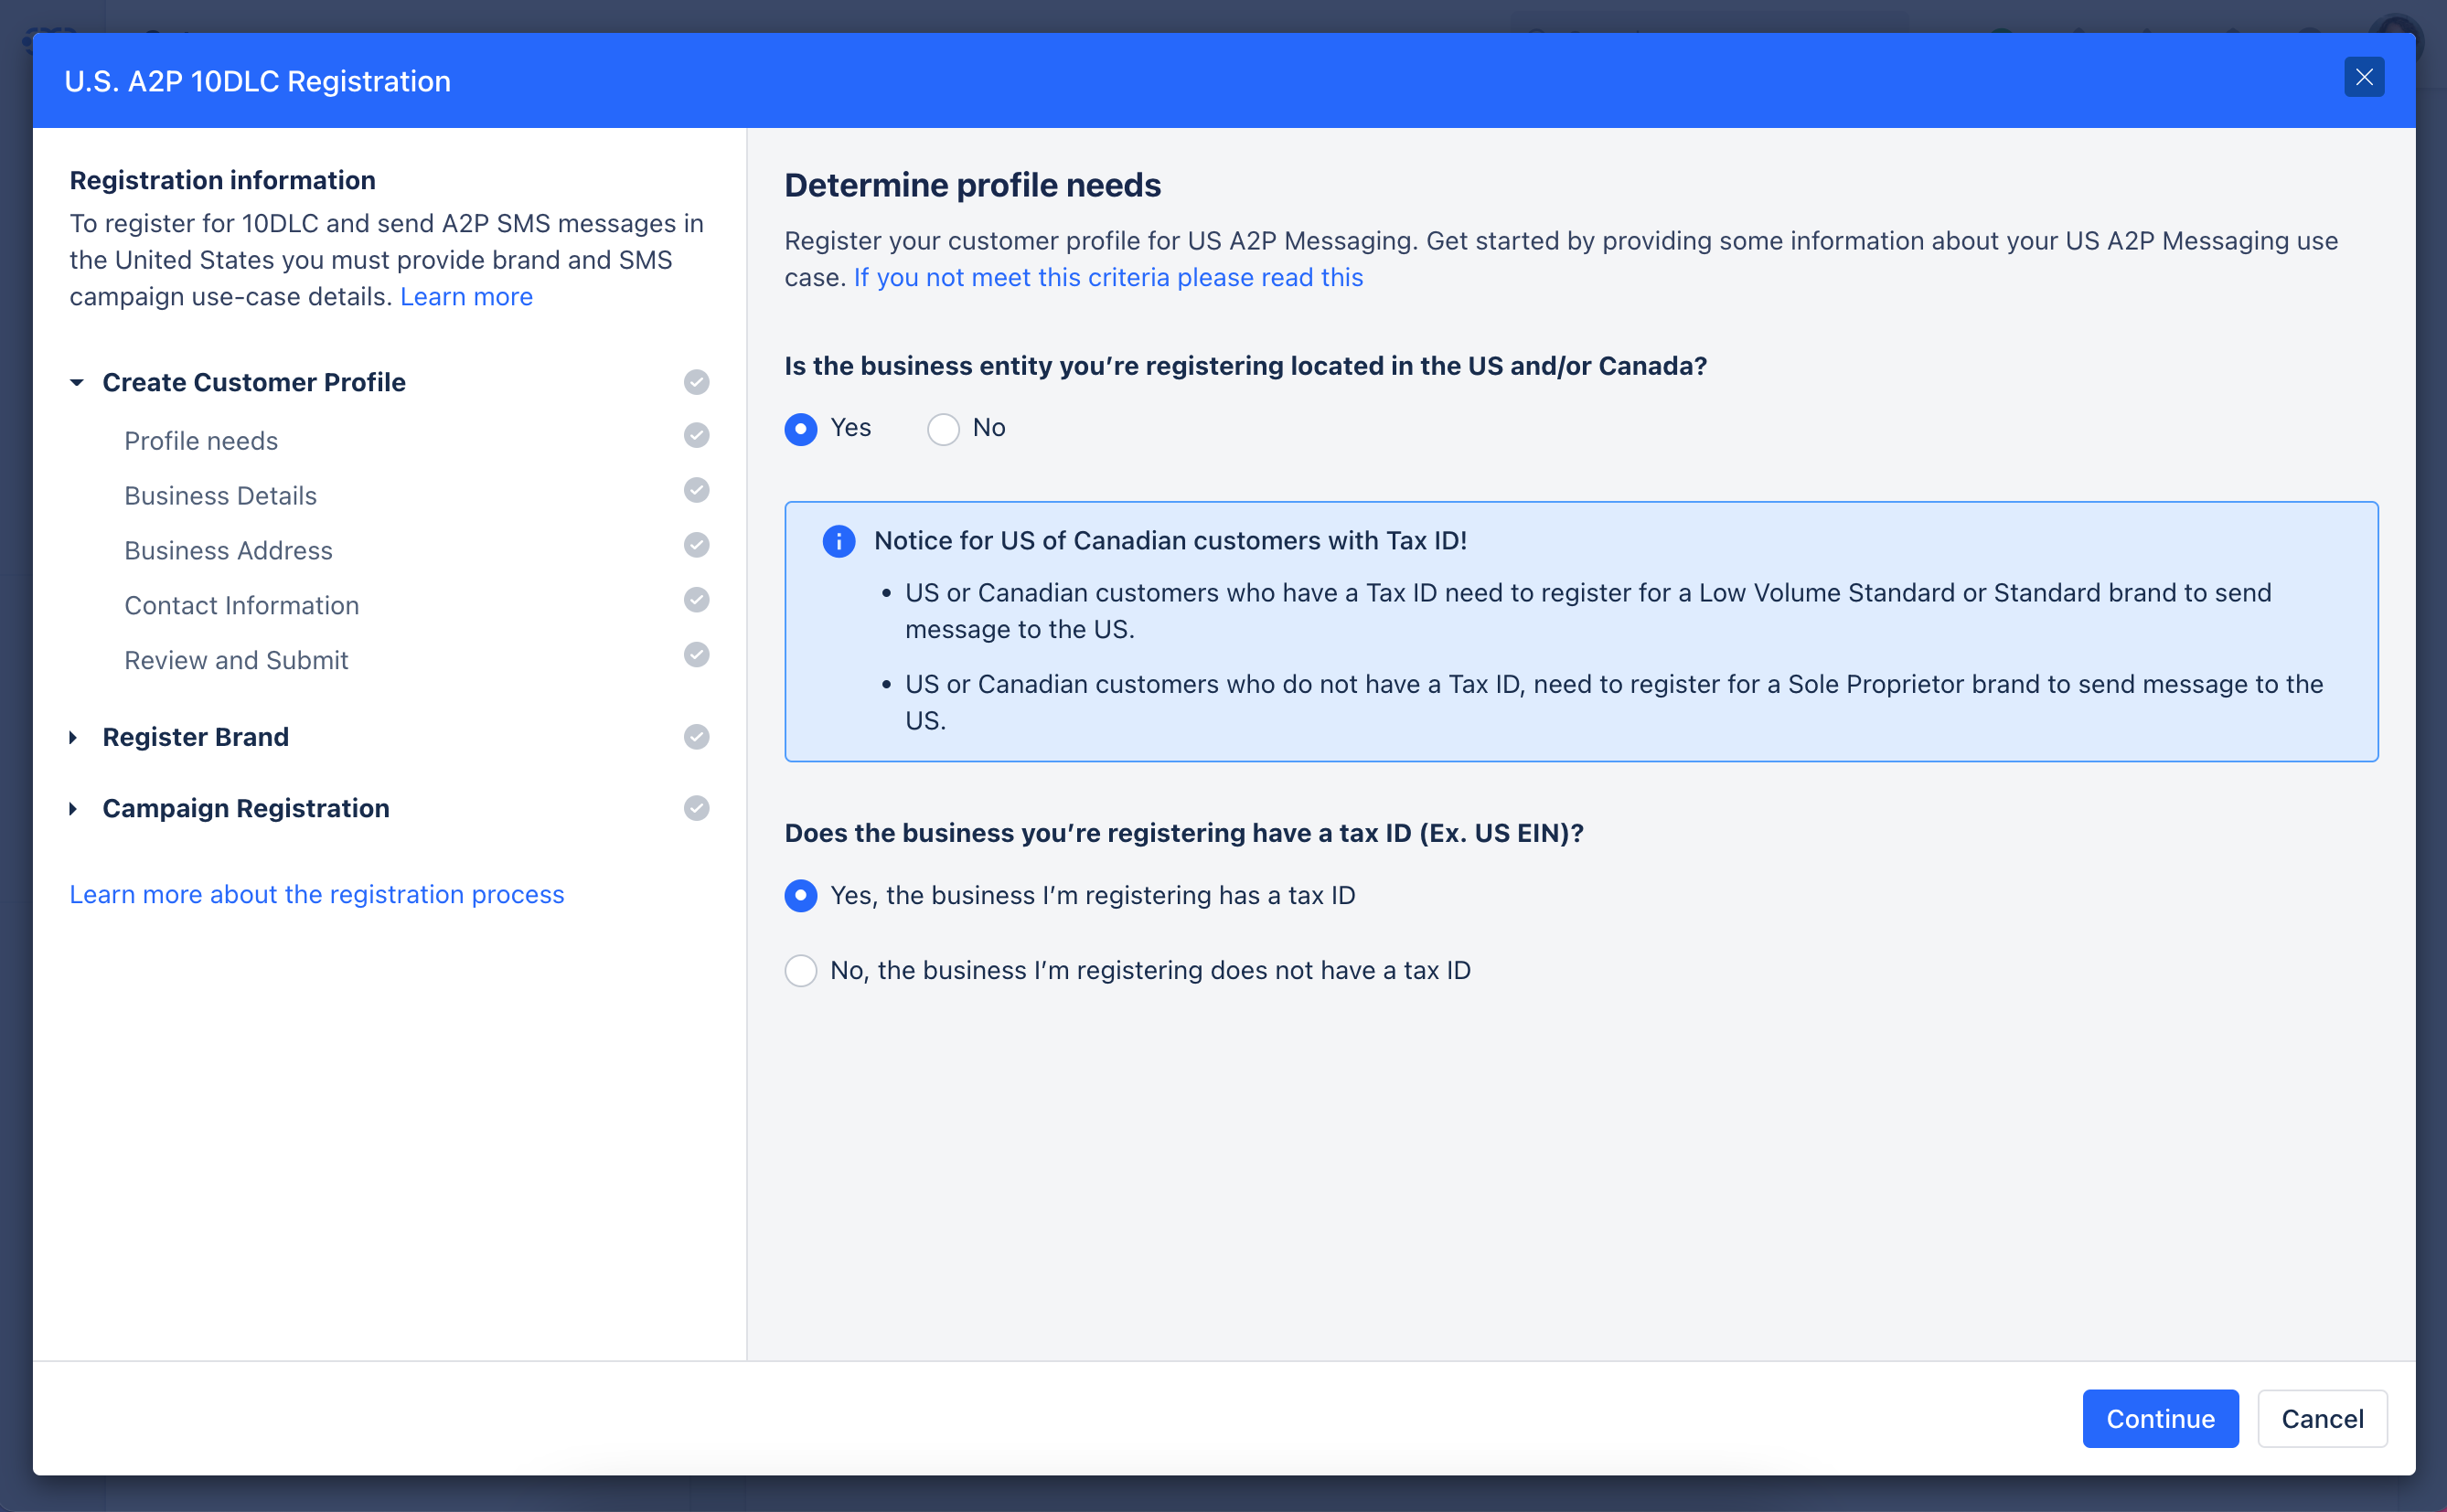 U.S. A2P 10DLC Registration
Registration information
To register for 10DLC and send A2P SMS messages in
the United States you must provide brand and SMS
campaign use-case details. Learn more
Create Customer Profile
Profile needs
Business Details
Business Address
Contact Information
Review and Submit
Register Brand
Campaign Registration
Learn more about the registration process
Determine profile needs
Register your customer profile for US A2P Messaging. Get started by providing some information about your US A2P Messaging use
case. If you not meet this criteria please read this
Is the business entity you’re registering located in the US and/or Canada?
Yes No
Notice for US of Canadian customers with Tax ID!
• US or Canadian customers who have a Tax ID need to register for a Low Volume Standard or Standard brand to send
message to the US.
• US or Canadian customers who do not have a Tax ID, need to register for a Sole Proprietor brand to send message to the
US.
Does the business you’re registering have a tax ID (Ex. US EIN)?
Yes, the business I’m registering has a tax ID
No, the business I’m registering does not have a tax ID
Continue Cancel